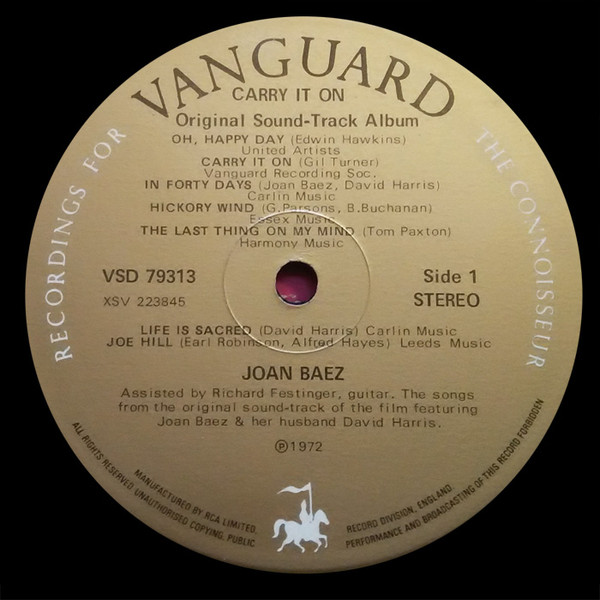 VANGUARD
RECORDINGS FOR THE CONNOISSEUR
CARRY IT ON
Original Sound-Track Album
OH, HAPPY DAY (Edwin Hawkins)
United Artists
CARRY IT ON (Gil Turner)
Vanguard Recording Soc.
IN FORTY DAYS (Joan Baez, David Harris)
Carlin Music
HICKORY WIND (G.Parsons, B.Buchanan)
Essex Music
THE LAST THING ON MY MIND (Tom Paxton)
Harmony Music
VSD 79313
XSV 223845
Side 1
STEREO
LIFE IS SACRED (David Harris) Carlin Music
JOE HILL (Earl Robinson, Alfred Hayes) Leeds Music
JOAN BAEZ
Assisted by Richard Festinger, guitar. The songs
from the original sound-track of the film featuring
Joan Baez & her husband David Harris.
Ⓟ1972
MANUFACTURED BY RCA LIMITED, RECORD DIVISION, ENGLAND.
ALL RIGHTS RESERVED UNAUTHORISED COPYING, PUBLIC PERFORMANCE AND BROADCASTING OF THIS RECORD FORBIDDEN